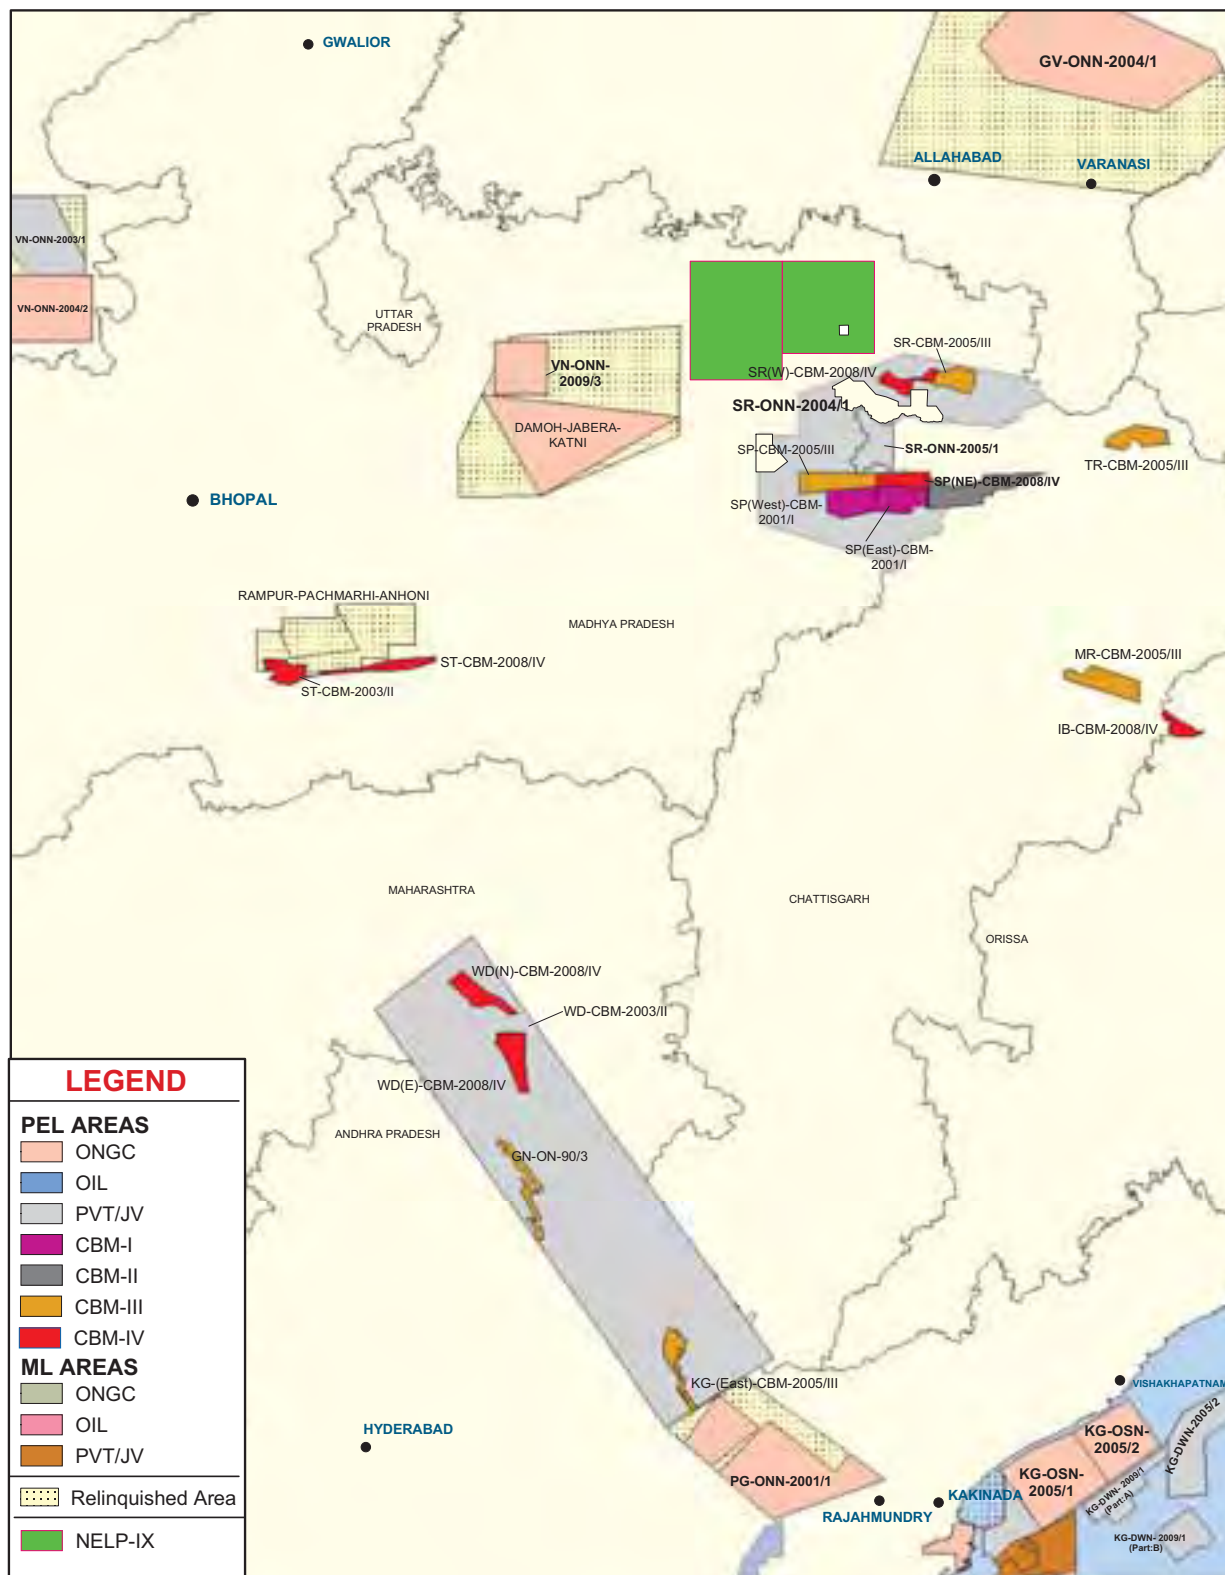 GWALIOR
GV-ONN-2004/1
ALLAHABAD
VARANASI
VN-ONN-2003/1
VN-ONN-2004/2
UTTAR
PRADESH
VN-ONN-
2009/3
SR-CBM-2005/III
SR(W)-CBM-2008/IV
SR-ONN-2004/1
DAMOH-JABERA-
KATNI
SR-ONN-2005/1
SP-CBM-2005/III
TR-CBM-2005/III
SP(NE)-CBM-2008/IV
BHOPAL
SP(West)-CBM-
2001/I
SP(East)-CBM-
2001/I
RAMPUR-PACHMARHI-ANHONI
MADHYA PRADESH
ST-CBM-2008/IV
ST-CBM-2003/II
MR-CBM-2005/III
IB-CBM-2008/IV
MAHARASHTRA
CHATTISGARH
ORISSA
WD(N)-CBM-2008/IV
WD-CBM-2003/II
WD(E)-CBM-2008/IV
ANDHRA PRADESH
GN-ON-90/3
KG-(East)-CBM-2005/III
VISHAKHAPATNAM
HYDERABAD
PG-ONN-2001/1
RAJAHMUNDRY
KAKINADA
KG-OSN-
2005/1
KG-OSN-
2005/2
KG-DWN-2005/2
KG-DWN- 2009/1
(Part:A)
KG-DWN- 2009/1
(Part:B)
LEGEND
PEL AREAS
ONGC
OIL
PVT/JV
CBM-I
CBM-II
CBM-III
CBM-IV
ML AREAS
ONGC
OIL
PVT/JV
Relinquished Area
NELP-IX